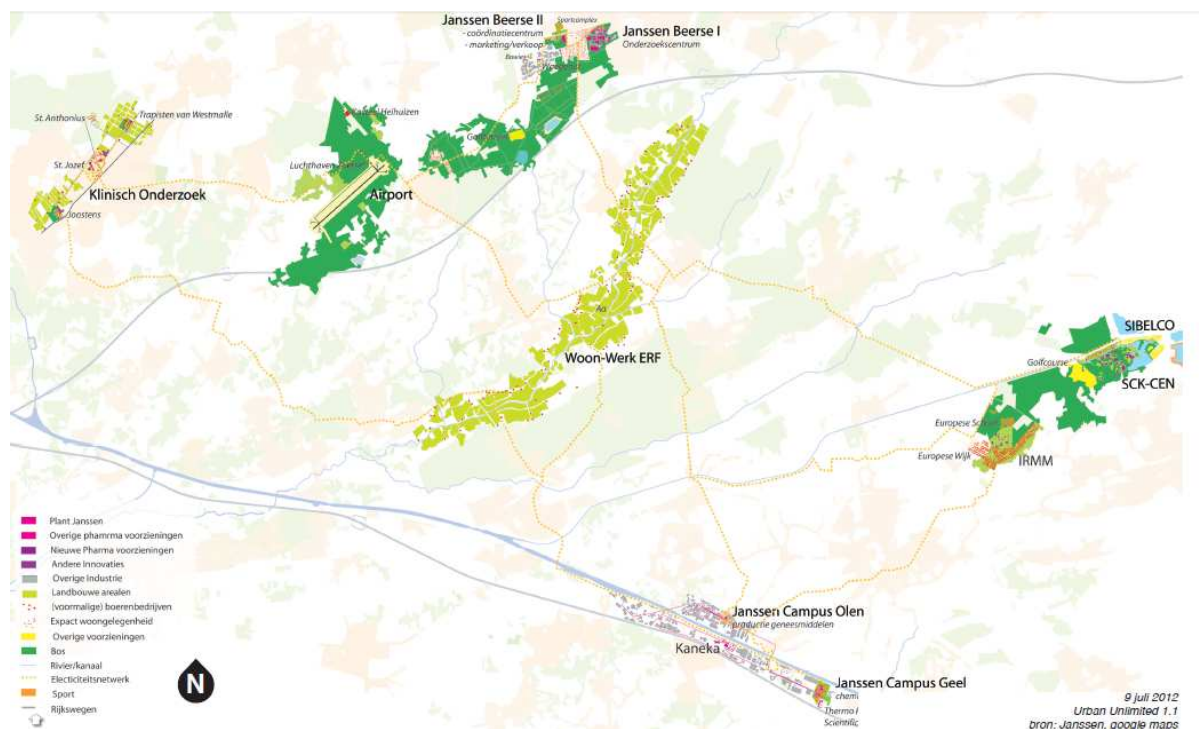 Janssen Beerse II
- coördinatiecentrum
- marketing/verkoop
Sportcomplex
Janssen Beerse I
Onderzoekscentrum
St. Anthonius
Trapisten van Westmalle
St. Jozef
Klinisch Onderzoek
Joostens
Kasteel Helhuizen
Luchthaven
Airport
Aa
Woon-Werk ERF
SIBELCO
Golfcourse
SCK-CEN
Europese
Europese Wijk
IRMM
Plant Janssen
Overige phamrma voorzieningen
Nieuwe Pharma voorzieningen
Andere Innovaties
Overige Industrie
Landbouwe arealen
(voormalige) boerenbedrijven
Expact woongelegenheid
Overige voorzieningen
Bos
Rivier/kanaal
Electiciteitsnetwerk
Sport
Rijkswegen
N
Janssen Campus Olen
productie geneesmiddelen
Kaneka
Janssen Campus Geel
chemi
Thermo
Scientific
9 juli 2012
Urban Unlimited 1.1
bron: Janssen, google maps